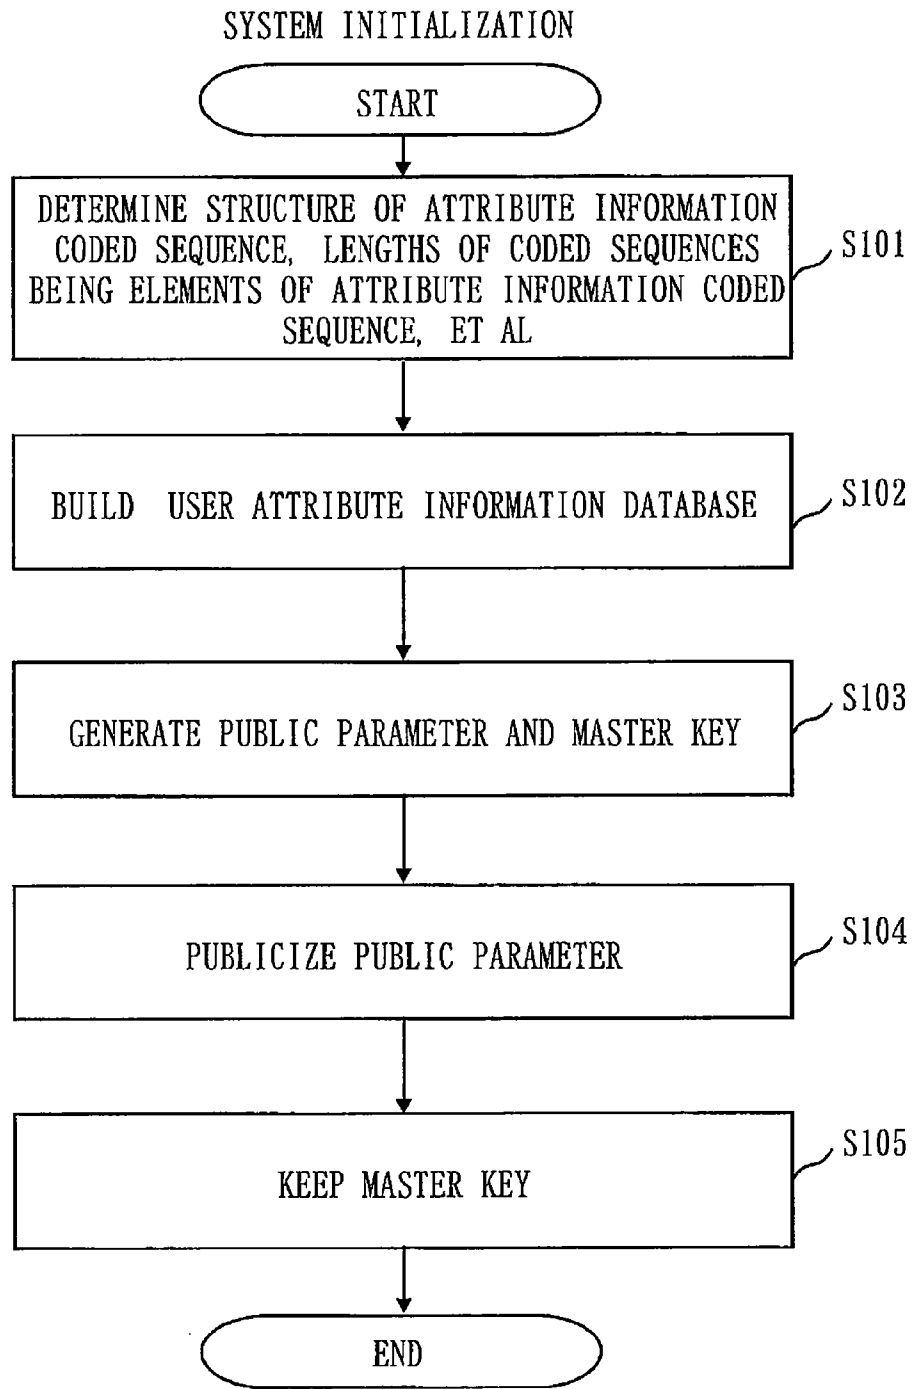 SYSTEM INITIALIZATION
START
DETERMINE STRUCTURE OF ATTRIBUTE INFORMATION
CODED SEQUENCE, LENGTHS OF CODED SEQUENCES
BEING ELEMENTS OF ATTRIBUTE INFORMATION CODED
SEQUENCE, ET AL
S101
BUILD USER ATTRIBUTE INFORMATION DATABASE
S102
GENERATE PUBLIC PARAMETER AND MASTER KEY
S103
PUBLICIZE PUBLIC PARAMETER
S104
KEEP MASTER KEY
S105
END